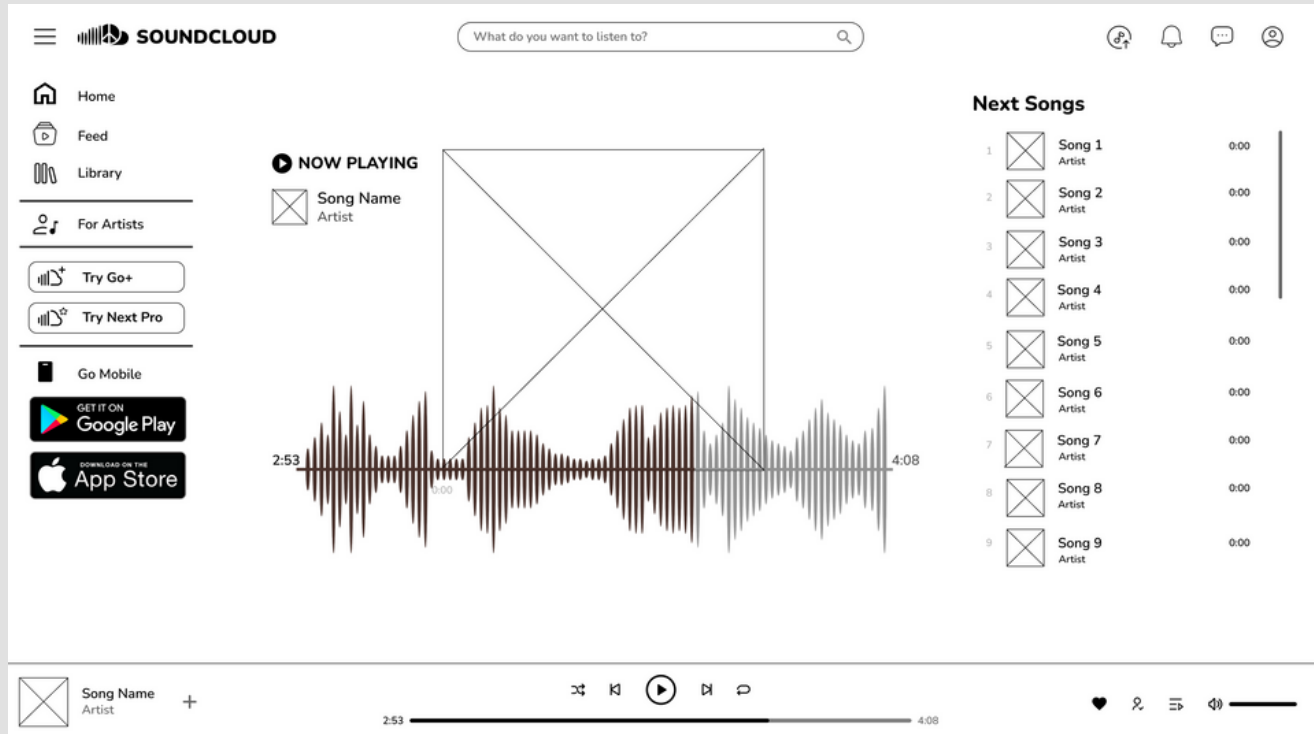 SOUNDCLOUD
What do you want to listen to?
Home
Feed
Library
For Artists
Try Go+
Try Next Pro
Go Mobile
GET IT ON
Google Play
DOWNLOAD ON THE
App Store
NOW PLAYING
Song Name
Artist
2:53
4:08
0:00
Next Songs
1 Song 1 0:00
Artist
2 Song 2 0:00
Artist
3 Song 3 0:00
Artist
4 Song 4 0:00
Artist
5 Song 5 0:00
Artist
6 Song 6 0:00
Artist
7 Song 7 0:00
Artist
8 Song 8 0:00
Artist
9 Song 9 0:00
Artist
Song Name
Artist
2:53
4:08